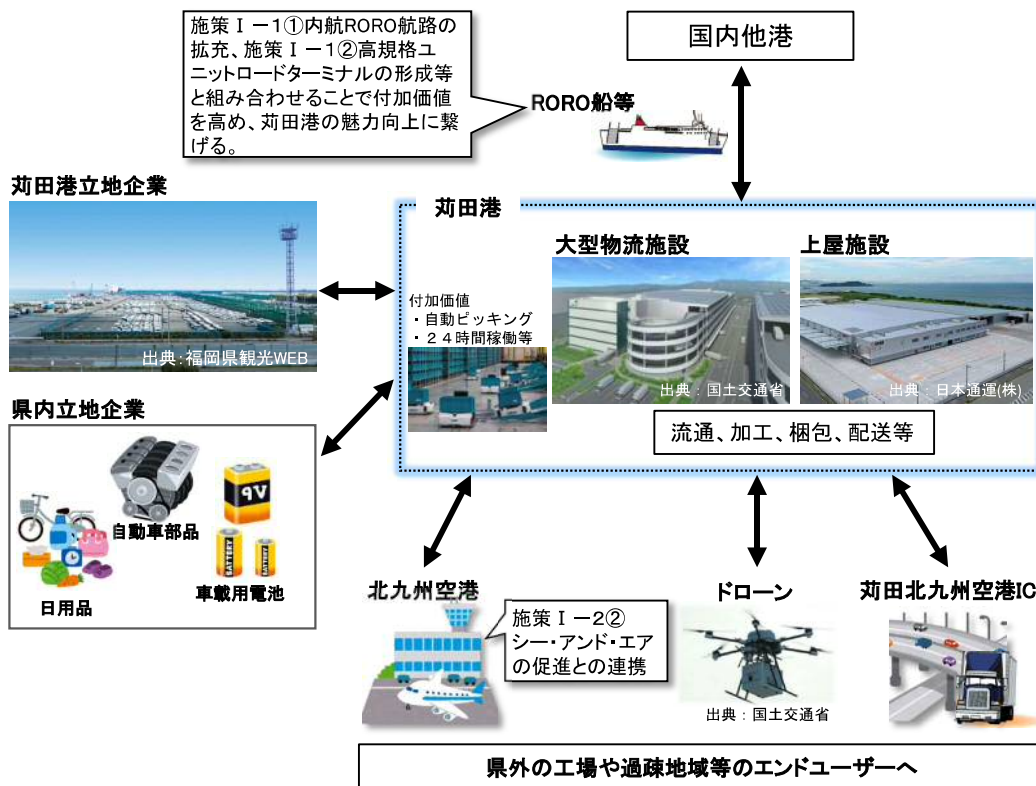 施策Ⅰ－1①内航RORO航路の
拡充、施策Ⅰ－1②高規格ユ
ニットロードターミナルの形成等
と組み合わせることで付加価値
を高め、苅田港の魅力向上に繋
げる。
国内他港
RORO船等
苅田港立地企業
出典：福岡県観光WEB
苅田港
大型物流施設
上屋施設
付加価値
・自動ピッキング
・２４時間稼働等
出典：国土交通省
出典：日本通運(株)
流通、加工、梱包、配送等
県内立地企業
自動車部品
9V
BATTERY
BATTERY
日用品
車載用電池
北九州空港
施策Ⅰ－2②
シー・アンド・エア
の促進との連携
ドローン
出典：国土交通省
苅田北九州空港IC
県外の工場や過疎地域等のエンドユーザーへ